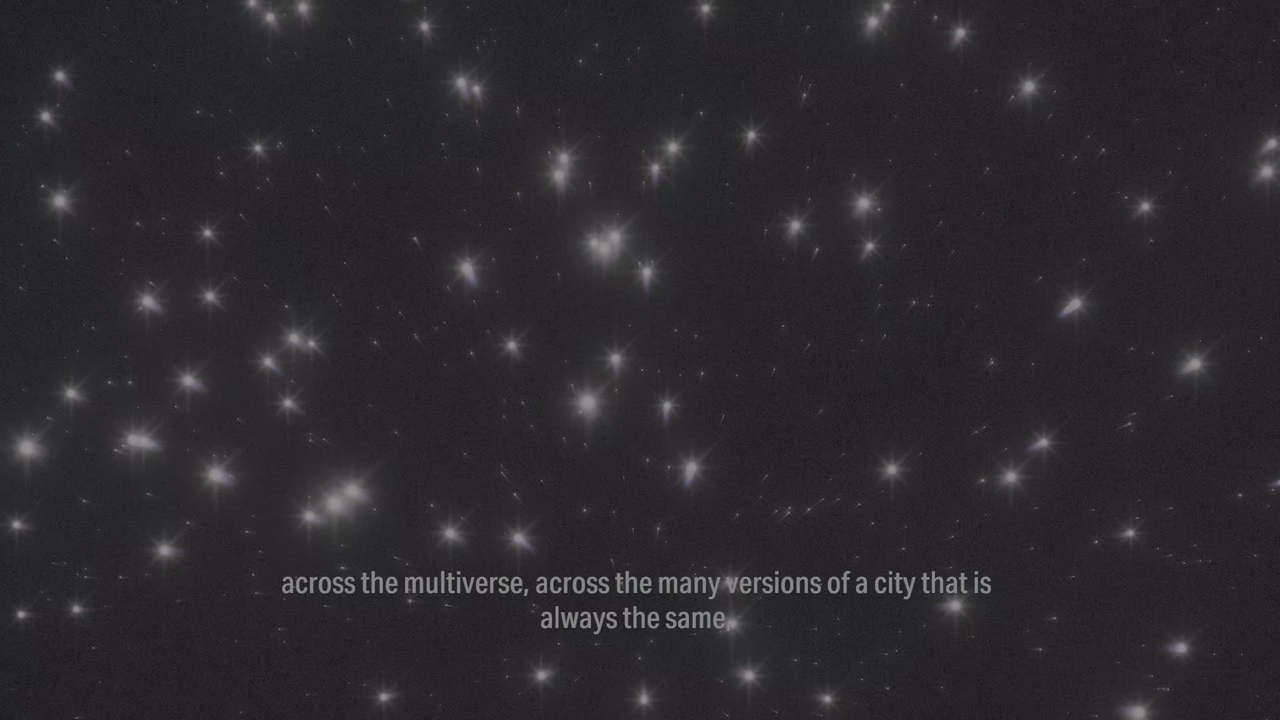 across the multiverse, across the many versions of a city that is
always the same,